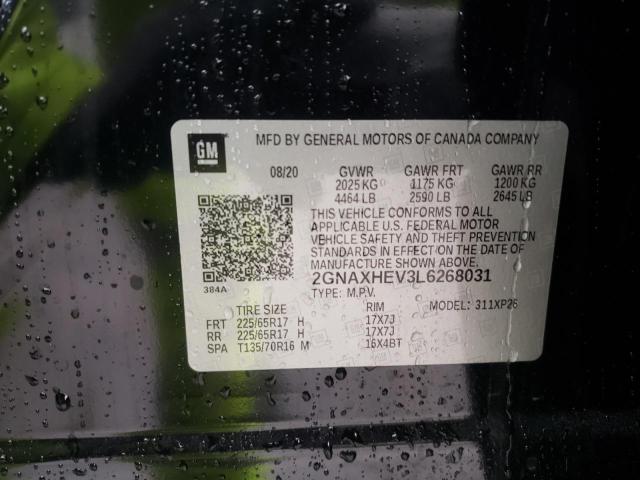 GM
MFD BY GENERAL MOTORS OF CANADA COMPANY
08/20 GVWR GAWR FRT GAWR RR
2025 KG 1175 KG 1200 KG
4464 LB 2590 LB 2645 LB
THIS VEHICLE CONFORMS TO ALL
APPLICABLE U.S. FEDERAL MOTOR
VEHICLE SAFETY AND THEFT PREVENTION
STANDARDS IN EFFECT ON THE DATE OF
MANUFACTURE SHOWN ABOVE.
384A
2GNAXHEV3L6268031
TYPE: M.P.V.
TIRE SIZE RIM MODEL: 311XP26
FRT 225/65R17 H 17X7J
RR 225/65R17 H 17X7J
SPA T135/70R16 M 16X4BT